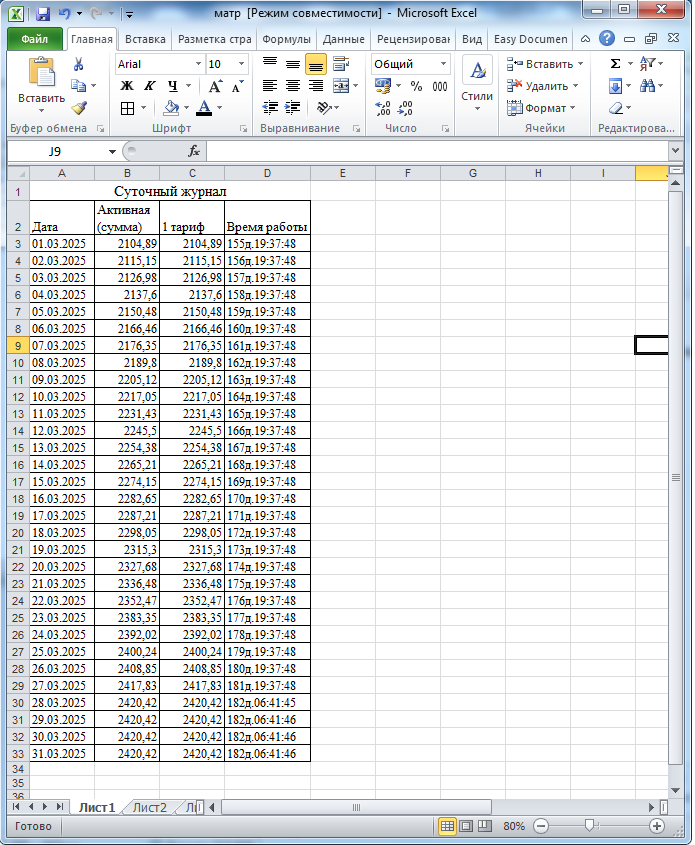 матр [Режим совместимости] - Microsoft Excel
Файл Главная Вставка Разметка стра Формулы Данные Рецензировани Вид Easy Documen
Arial 10 Общий Вставить Σ
Вставить Ж К Ч А А % 000 Стили Удалить
Формат
Буфер обмена Шрифт Выравнивание Число Ячейки Редактирова...
J9 fx
A B C D E F G H I
1 Суточный журнал
2 Дата Активная (сумма) 1 тариф Время работы
3 01.03.2025 2104,89 2104,89 155д.19:37:48
4 02.03.2025 2115,15 2115,15 156д.19:37:48
5 03.03.2025 2126,98 2126,98 157д.19:37:48
6 04.03.2025 2137,6 2137,6 158д.19:37:48
7 05.03.2025 2150,48 2150,48 159д.19:37:48
8 06.03.2025 2166,46 2166,46 160д.19:37:48
9 07.03.2025 2176,35 2176,35 161д.19:37:48
10 08.03.2025 2189,8 2189,8 162д.19:37:48
11 09.03.2025 2205,12 2205,12 163д.19:37:48
12 10.03.2025 2217,05 2217,05 164д.19:37:48
13 11.03.2025 2231,43 2231,43 165д.19:37:48
14 12.03.2025 2245,5 2245,5 166д.19:37:48
15 13.03.2025 2254,38 2254,38 167д.19:37:48
16 14.03.2025 2265,21 2265,21 168д.19:37:48
17 15.03.2025 2274,15 2274,15 169д.19:37:48
18 16.03.2025 2282,65 2282,65 170д.19:37:48
19 17.03.2025 2287,21 2287,21 171д.19:37:48
20 18.03.2025 2298,05 2298,05 172д.19:37:48
21 19.03.2025 2315,3 2315,3 173д.19:37:48
22 20.03.2025 2327,68 2327,68 174д.19:37:48
23 21.03.2025 2336,48 2336,48 175д.19:37:48
24 22.03.2025 2352,47 2352,47 176д.19:37:48
25 23.03.2025 2383,35 2383,35 177д.19:37:48
26 24.03.2025 2392,02 2392,02 178д.19:37:48
27 25.03.2025 2400,24 2400,24 179д.19:37:48
28 26.03.2025 2408,85 2408,85 180д.19:37:48
29 27.03.2025 2417,83 2417,83 181д.19:37:48
30 28.03.2025 2420,42 2420,42 182д.06:41:45
31 29.03.2025 2420,42 2420,42 182д.06:41:46
32 30.03.2025 2420,42 2420,42 182д.06:41:46
33 31.03.2025 2420,42 2420,42 182д.06:41:46
34
35
36
Лист1 Лист2
Готово 80%